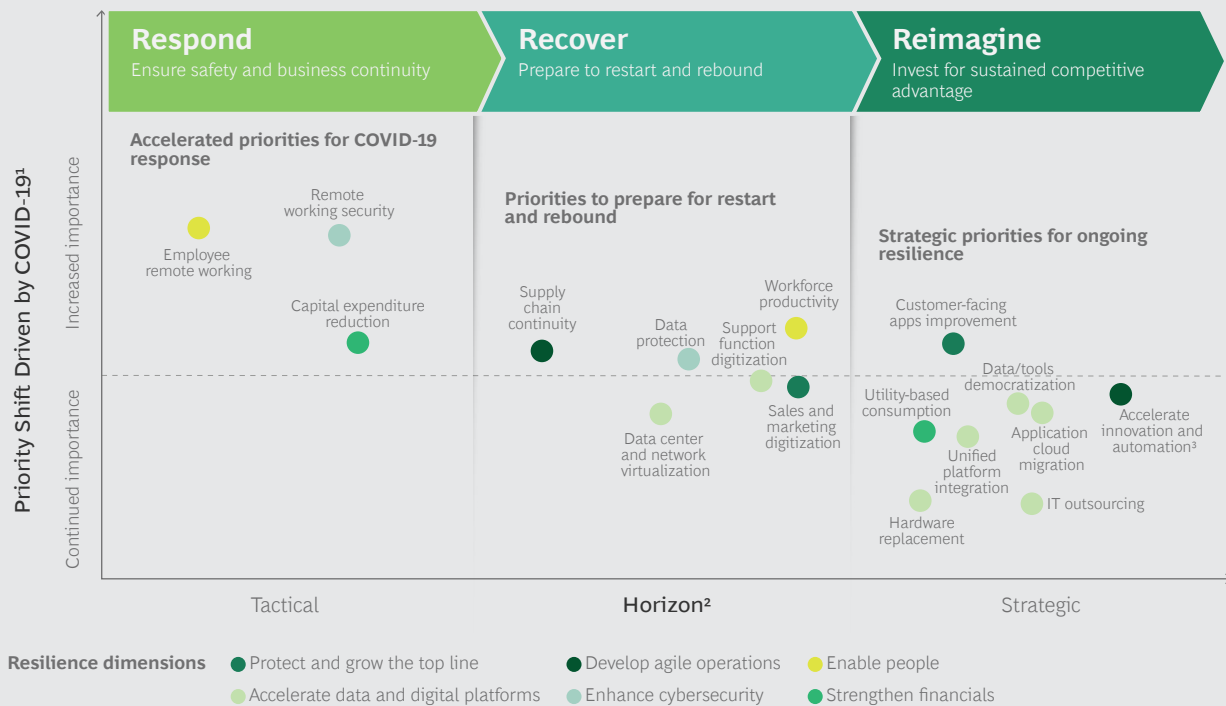 Respond
Ensure safety and business continuity
Recover
Prepare to restart and rebound
Reimagine
Invest for sustained competitive
advantage
Priority Shift Driven by COVID-19¹
Increased importance
Continued importance
Accelerated priorities for COVID-19
response
Remote
working security
Employee
remote working
Capital expenditure
reduction
Priorities to prepare for restart
and rebound
Supply
chain
continuity
Data
protection
Support
function
digitization
Workforce
productivity
Data center
and network
virtualization
Sales and
marketing
digitization
Strategic priorities for ongoing
resilience
Customer-facing
apps improvement
Data/tools
democratization
Utility-based
consumption
Unified
platform
integration
Application
cloud
migration
Accelerate
innovation and
automation³
Hardware
replacement
IT outsourcing
Tactical
Horizon²
Strategic
Resilience dimensions
Protect and grow the top line
Develop agile operations
Enable people
Accelerate data and digital platforms
Enhance cybersecurity
Strengthen financials